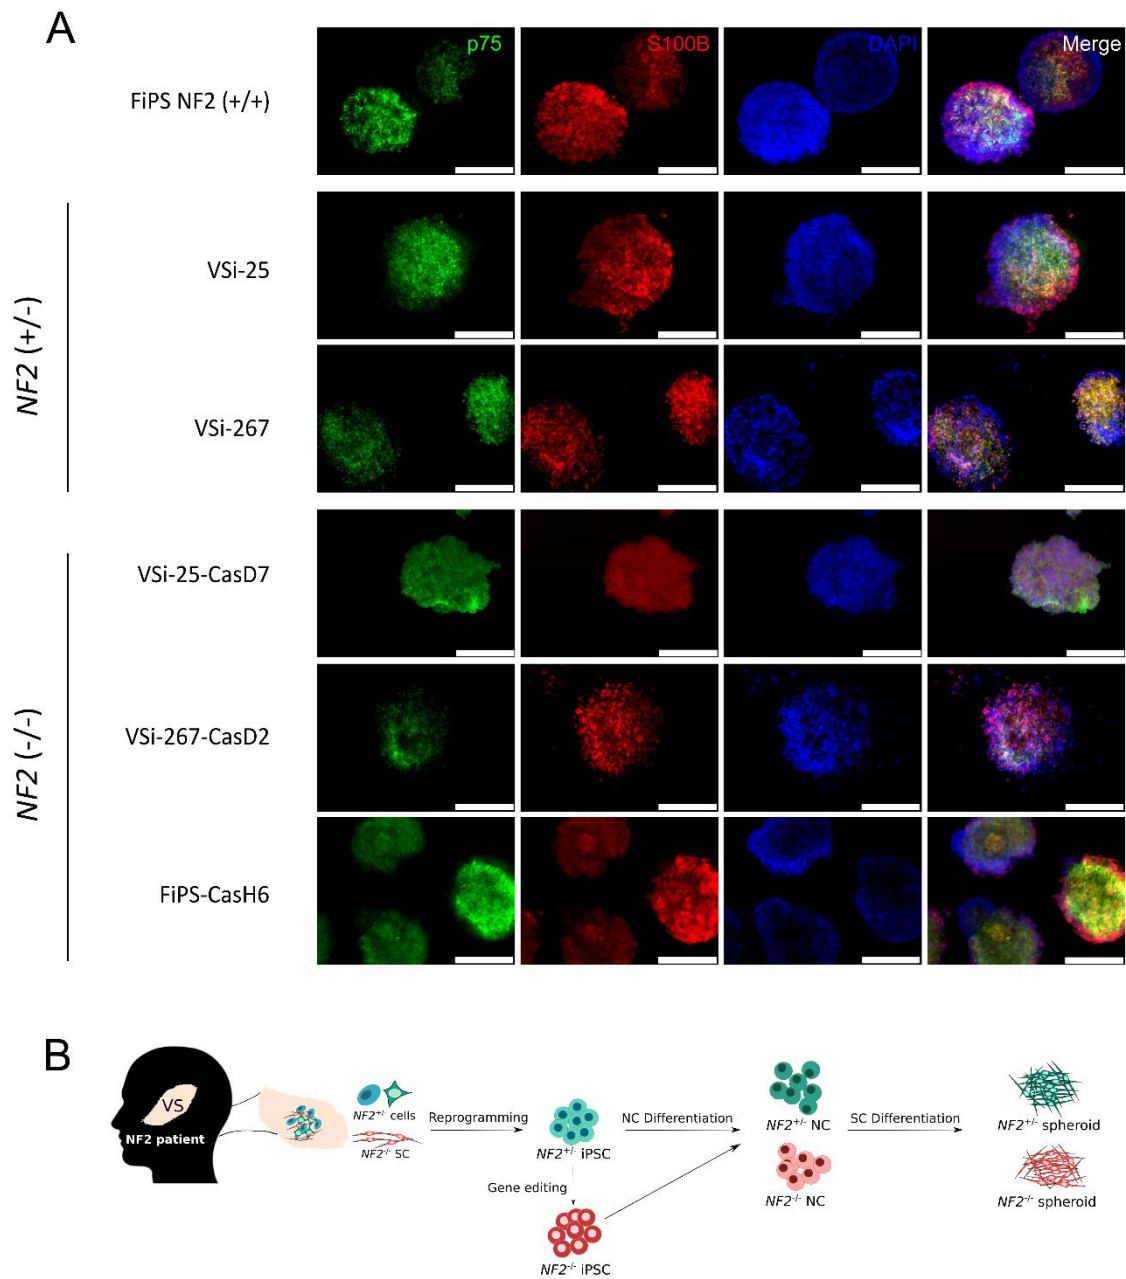 A
p75
S100B
DAPI
Merge
FiPS NF2 (+/+)
NF2 (+/-)
VSi-25
VSi-267
NF2 (-/-)
VSi-25-CasD7
VSi-267-CasD2
FiPS-CasH6
B
VS
NF2 patient
NF2+/- cells
NF2-/- SC
Reprogramming
NF2+/- iPSC
Gene editing
NF2-/- iPSC
NC Differentiation
NF2+/- NC
NF2-/- NC
SC Differentiation
NF2+/- spheroid
NF2-/- spheroid